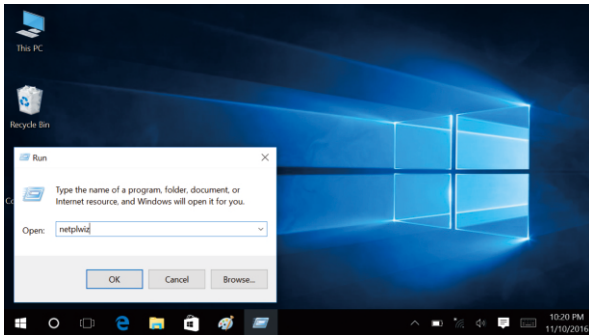 This PC
Recycle Bin
Run
Type the name of a program, folder, document, or
Internet resource, and Windows will open it for you.
Open:
netplwiz
OK
Cancel
Browse...
10:20 PM
11/10/2016